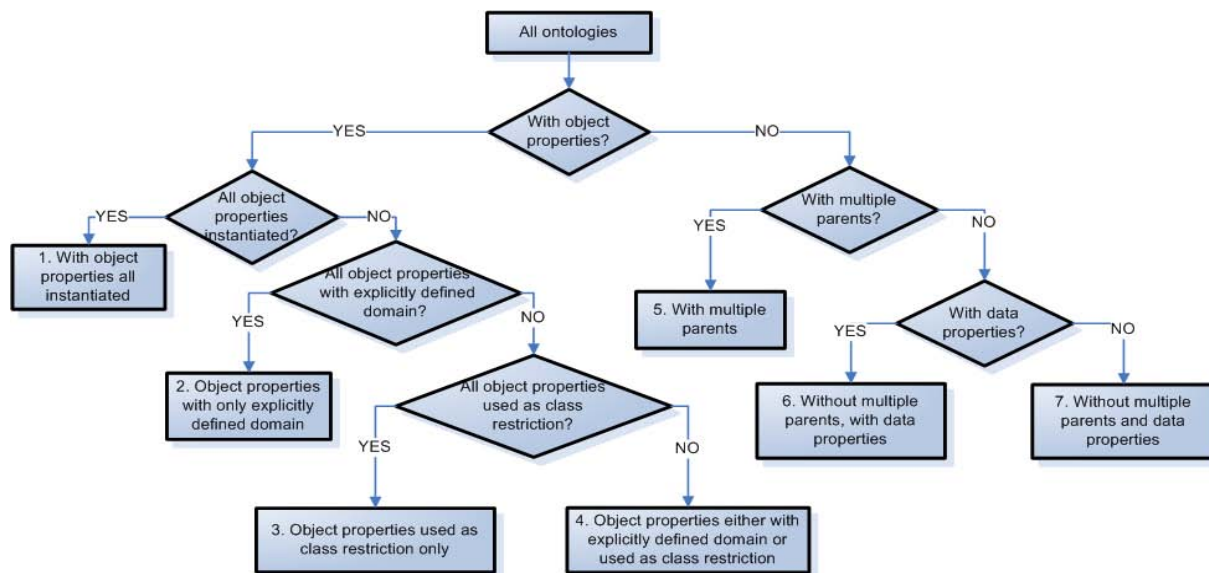 All ontologies
With object
properties?
YES
NO
All object
properties
instantiated?
With multiple
parents?
YES
NO
YES
NO
1. With object
properties all
instantiated
All object properties
with explicitly defined
domain?
5. With multiple
parents
With data
properties?
YES
NO
YES
NO
2. Object properties
with only explicitly
defined domain
All object properties
used as class
restriction?
6. Without multiple
parents, with data
properties
7. Without multiple
parents and data
properties
YES
NO
3. Object properties used as
class restriction only
4. Object properties either with
explicitly defined domain or
used as class restriction